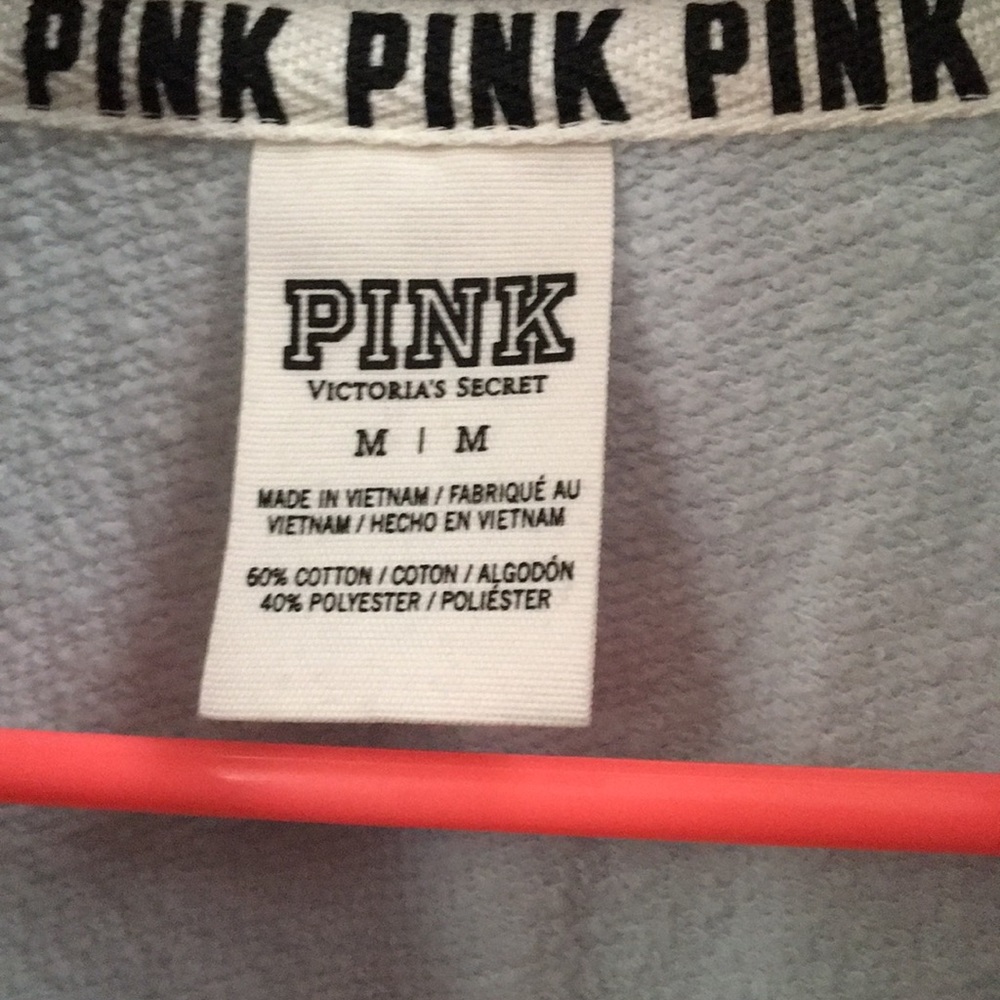 PINK PINK PINK
PINK
VICTORIA'S SECRET
M | M
MADE IN VIETNAM / FABRIQUÉ AU
VIETNAM / HECHO EN VIETNAM
60% COTTON / COTON / ALGODÓN
40% POLYESTER / POLIÉSTER